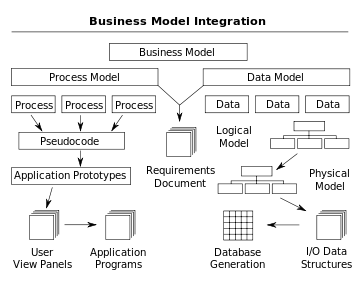 Business Model Integration
Business Model
Process Model
Data Model
Process
Process
Process
Data
Data
Data
Pseudocode
Logical
Model
Requirements
Document
Application Prototypes
Physical
Model
User
View Panels
Application
Programs
Database
Generation
I/O Data
Structures